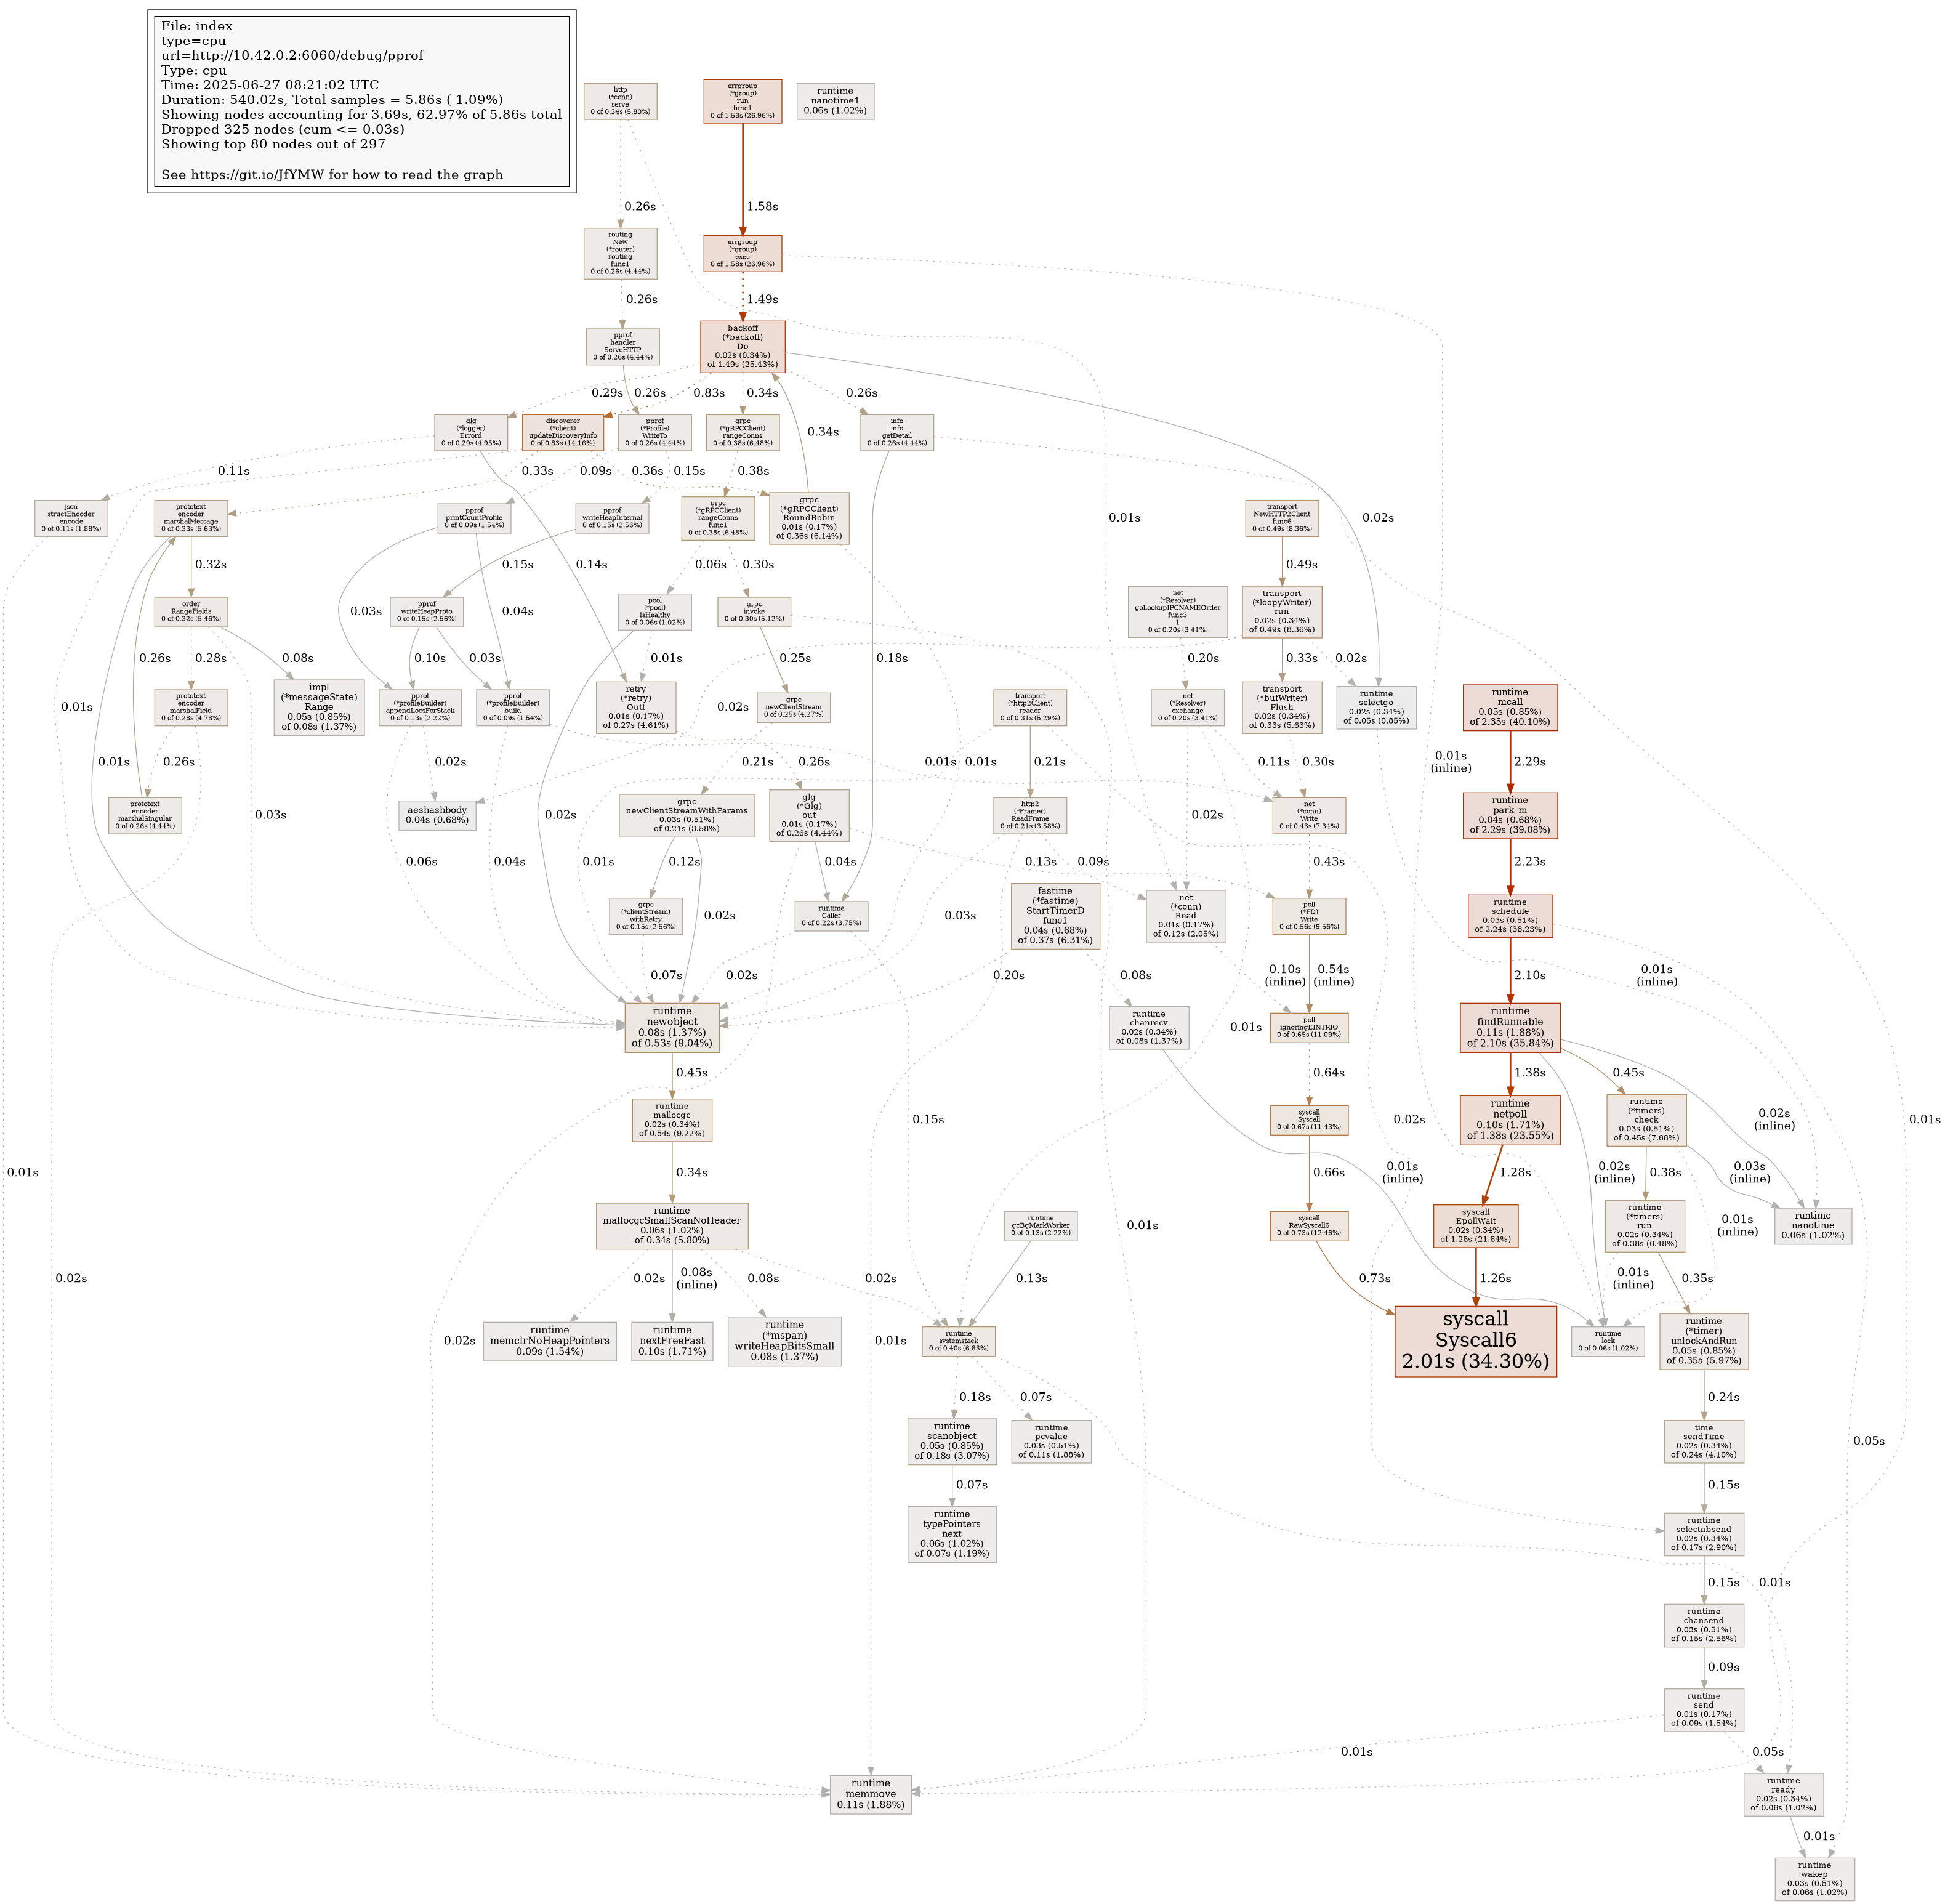 File: index
type=cpu
url=http://10.42.0.2:6060/debug/pprof
Type: cpu
Time: 2025-06-27 08:21:02 UTC
Duration: 540.02s, Total samples = 5.86s ( 1.09%)
Showing nodes accounting for 3.69s, 62.97% of 5.86s total
Dropped 325 nodes (cum <= 0.03s)
Showing top 80 nodes out of 297
See https://git.io/JfYMW for how to read the graph
http
(*conn)
serve
0 of 0.34s (5.80%)
errgroup
(*group)
run
func1
0 of 1.58s (26.96%)
runtime
nanotime1
0.06s (1.02%)
0.26s
1.58s
routing
New
(*router)
routing
func1
0 of 0.26s (4.44%)
errgroup
(*group)
exec
0 of 1.58s (26.96%)
0.26s
1.49s
pprof
handler
ServeHTTP
0 of 0.26s (4.44%)
backoff
(*backoff)
Do
0.02s (0.34%)
of 1.49s (25.43%)
0.29s
0.26s
0.83s
0.34s
0.26s
glg
(*logger)
Errord
0 of 0.29s (4.95%)
discoverer
(*client)
updateDiscoveryInfo
0 of 0.83s (14.16%)
pprof
(*Profile)
WriteTo
0 of 0.26s (4.44%)
grpc
(*gRPCClient)
rangeConns
0 of 0.38s (6.48%)
0.34s
info
info
getDetail
0 of 0.26s (4.44%)
0.11s
0.33s
0.09s
0.36s
0.15s
0.38s
json
structEncoder
encode
0 of 0.11s (1.88%)
prototext
encoder
marshalMessage
0 of 0.33s (5.63%)
pprof
printCountProfile
0 of 0.09s (1.54%)
pprof
writeHeapInternal
0 of 0.15s (2.56%)
grpc
(*gRPCClient)
rangeConns
func1
0 of 0.38s (6.48%)
grpc
(*gRPCClient)
RoundRobin
0.01s (0.17%)
of 0.36s (6.14%)
0.01s
transport
NewHTTP2Client
func6
0 of 0.49s (8.36%)
0.02s
0.32s
0.15s
0.14s
0.06s
0.30s
0.49s
order
RangeFields
0 of 0.32s (5.46%)
0.03s
pprof
writeHeapProto
0 of 0.15s (2.56%)
0.04s
pool
(*pool)
IsHealthy
0 of 0.06s (1.02%)
grpc
invoke
0 of 0.30s (5.12%)
net
(*Resolver)
goLookupIPCNAMEOrder
func3
1
0 of 0.20s (3.41%)
transport
(*loopyWriter)
run
0.02s (0.34%)
of 0.49s (8.36%)
0.26s
0.28s
0.08s
0.10s
0.03s
0.01s
0.25s
0.18s
0.20s
0.33s
0.02s
0.01s
prototext
encoder
marshalField
0 of 0.28s (4.78%)
impl
(*messageState)
Range
0.05s (0.85%)
of 0.08s (1.37%)
pprof
(*profileBuilder)
appendLocsForStack
0 of 0.13s (2.22%)
pprof
(*profileBuilder)
build
0 of 0.09s (1.54%)
retry
(*retry)
Outf
0.01s (0.17%)
of 0.27s (4.61%)
0.02s
grpc
newClientStream
0 of 0.25s (4.27%)
transport
(*http2Client)
reader
0 of 0.31s (5.29%)
net
(*Resolver)
exchange
0 of 0.20s (3.41%)
transport
(*bufWriter)
Flush
0.02s (0.34%)
of 0.33s (5.63%)
runtime
selectgo
0.02s (0.34%)
of 0.05s (0.85%)
runtime
mcall
0.05s (0.85%)
of 2.35s (40.10%)
0.01s
0.26s
0.02s
0.21s
0.26s
0.01s
0.01s
0.21s
0.11s
0.30s
0.01s
(inline)
2.29s
prototext
encoder
marshalSingular
0 of 0.26s (4.44%)
0.03s
aeshashbody
0.04s (0.68%)
0.02s
grpc
newClientStreamWithParams
0.03s (0.51%)
of 0.21s (3.58%)
glg
(*Glg)
out
0.01s (0.17%)
of 0.26s (4.44%)
http2
(*Framer)
ReadFrame
0 of 0.21s (3.58%)
0.02s
net
(*conn)
Write
0 of 0.43s (7.34%)
runtime
park_m
0.04s (0.68%)
of 2.29s (39.08%)
0.06s
0.04s
0.01s
0.12s
0.04s
0.13s
0.09s
0.43s
2.23s
0.02s
grpc
(*clientStream)
withRetry
0 of 0.15s (2.56%)
runtime
Caller
0 of 0.22s (3.75%)
0.03s
fastime
(*fastime)
StartTimerD
func1
0.04s (0.68%)
of 0.37s (6.31%)
net
(*conn)
Read
0.01s (0.17%)
of 0.12s (2.05%)
poll
(*FD)
Write
0 of 0.56s (9.56%)
runtime
schedule
0.03s (0.51%)
of 2.24s (38.23%)
0.07s
0.02s
0.20s
0.08s
0.10s
(inline)
0.54s
(inline)
2.10s
0.01s
(inline)
runtime
newobject
0.08s (1.37%)
of 0.53s (9.04%)
runtime
chanrecv
0.02s (0.34%)
of 0.08s (1.37%)
0.01s
poll
ignoringEINTRIO
0 of 0.65s (11.09%)
runtime
findRunnable
0.11s (1.88%)
of 2.10s (35.84%)
0.45s
0.64s
1.38s
0.45s
runtime
mallocgc
0.02s (0.34%)
of 0.54s (9.22%)
0.15s
syscall
Syscall
0 of 0.67s (11.43%)
0.02s
runtime
netpoll
0.10s (1.71%)
of 1.38s (23.55%)
runtime
(*timers)
check
0.03s (0.51%)
of 0.45s (7.68%)
0.02s
(inline)
0.01s
0.34s
0.01s
(inline)
0.66s
1.28s
0.02s
(inline)
0.38s
0.03s
(inline)
runtime
mallocgcSmallScanNoHeader
0.06s (1.02%)
of 0.34s (5.80%)
runtime
gcBgMarkWorker
0 of 0.13s (2.22%)
0.01s
syscall
RawSyscall6
0 of 0.73s (12.46%)
syscall
EpollWait
0.02s (0.34%)
of 1.28s (21.84%)
runtime
(*timers)
run
0.02s (0.34%)
of 0.38s (6.48%)
0.01s
(inline)
runtime
nanotime
0.06s (1.02%)
0.02s
0.02s
0.08s
(inline)
0.08s
0.02s
0.13s
0.73s
1.26s
0.01s
(inline)
0.35s
0.02s
0.01s
runtime
memclrNoHeapPointers
0.09s (1.54%)
runtime
nextFreeFast
0.10s (1.71%)
runtime
(*mspan)
writeHeapBitsSmall
0.08s (1.37%)
runtime
systemstack
0 of 0.40s (6.83%)
syscall
Syscall6
2.01s (34.30%)
runtime
lock
0 of 0.06s (1.02%)
runtime
(*timer)
unlockAndRun
0.05s (0.85%)
of 0.35s (5.97%)
0.18s
0.07s
0.24s
runtime
scanobject
0.05s (0.85%)
of 0.18s (3.07%)
runtime
pcvalue
0.03s (0.51%)
of 0.11s (1.88%)
time
sendTime
0.02s (0.34%)
of 0.24s (4.10%)
0.05s
0.07s
0.15s
runtime
typePointers
next
0.06s (1.02%)
of 0.07s (1.19%)
runtime
selectnbsend
0.02s (0.34%)
of 0.17s (2.90%)
0.15s
0.01s
runtime
chansend
0.03s (0.51%)
of 0.15s (2.56%)
0.09s
runtime
send
0.01s (0.17%)
of 0.09s (1.54%)
0.01s
0.05s
runtime
memmove
0.11s (1.88%)
runtime
ready
0.02s (0.34%)
of 0.06s (1.02%)
0.01s
runtime
wakep
0.03s (0.51%)
of 0.06s (1.02%)